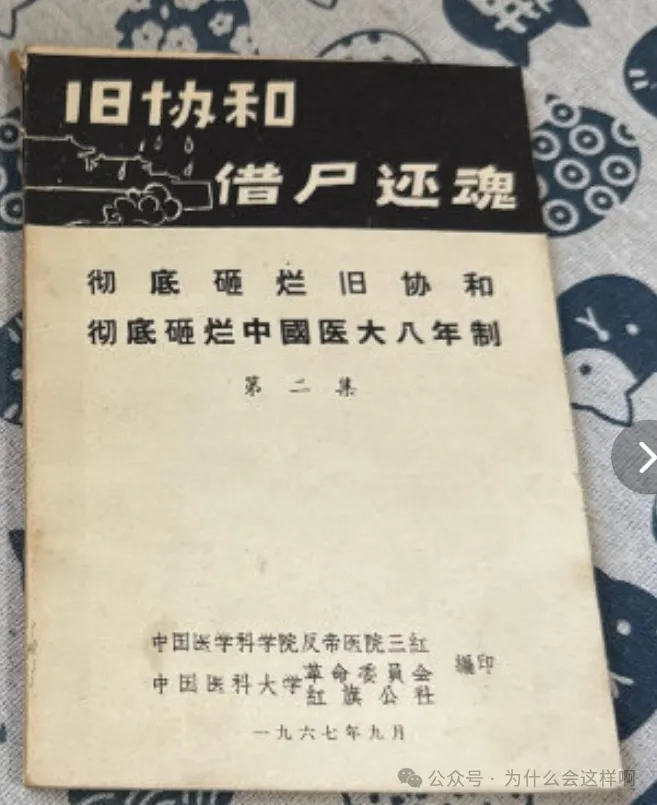 旧协和
借尸还魂
彻底砸烂旧协和
彻底砸烂中國医大八年制
第二集
中国医学科学院反帝医院三红
中国医科大学革命委員会
红旗公社
编印
一九六七年九月
公众号 · 为什么会这样啊